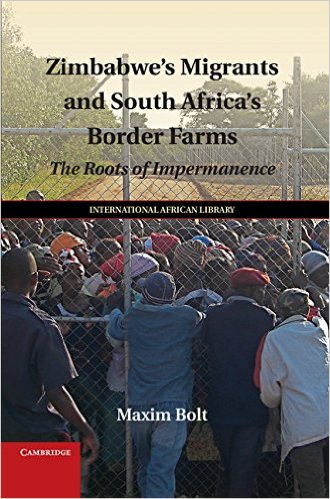 Zimbabwe's Migrants
and South Africa's
Border Farms
The Roots of Impermanence
INTERNATIONAL AFRICAN LIBRARY
Maxim Bolt
CAMBRIDGE